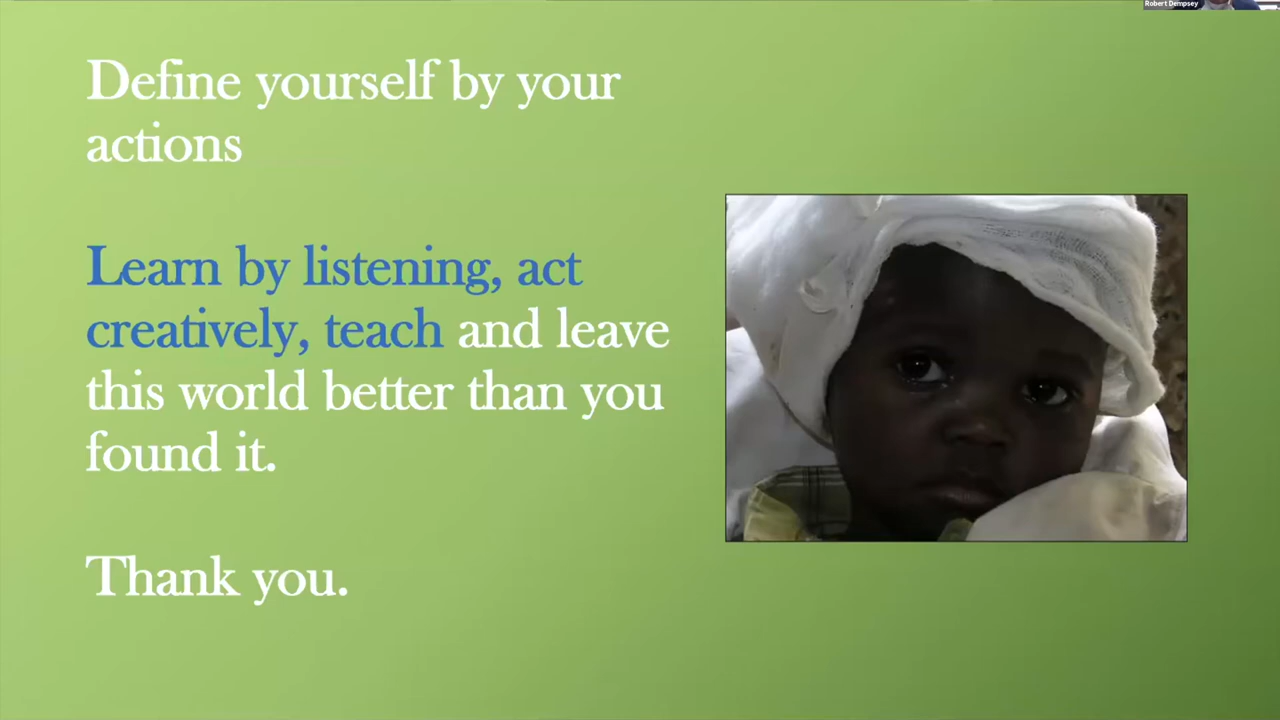 Robert Dempsey
Define yourself by your
actions
Learn by listening, act
creatively, teach and leave
this world better than you
found it.
Thank you.